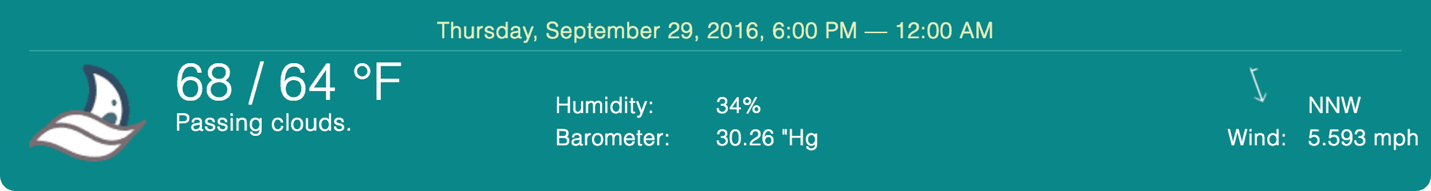 Thursday, September 29, 2016, 6:00 PM — 12:00 AM
68 / 64 °F
Passing clouds.
Humidity: 34%
Barometer: 30.26 "Hg
NNW
Wind: 5.593 mph